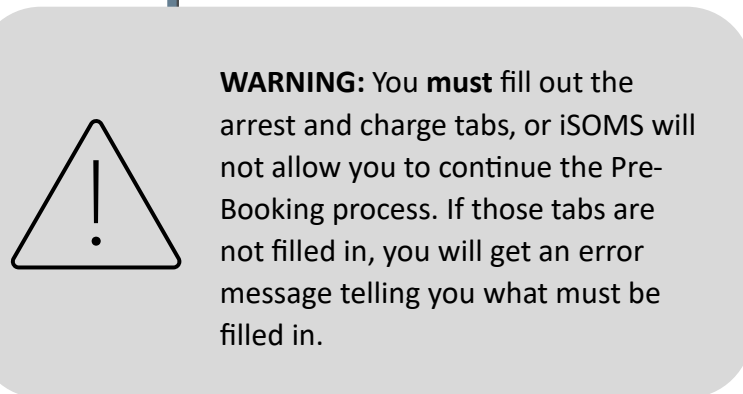 WARNING: You must fill out the
arrest and charge tabs, or iSOMS will
not allow you to continue the Pre-
Booking process. If those tabs are
not filled in, you will get an error
message telling you what must be
filled in.